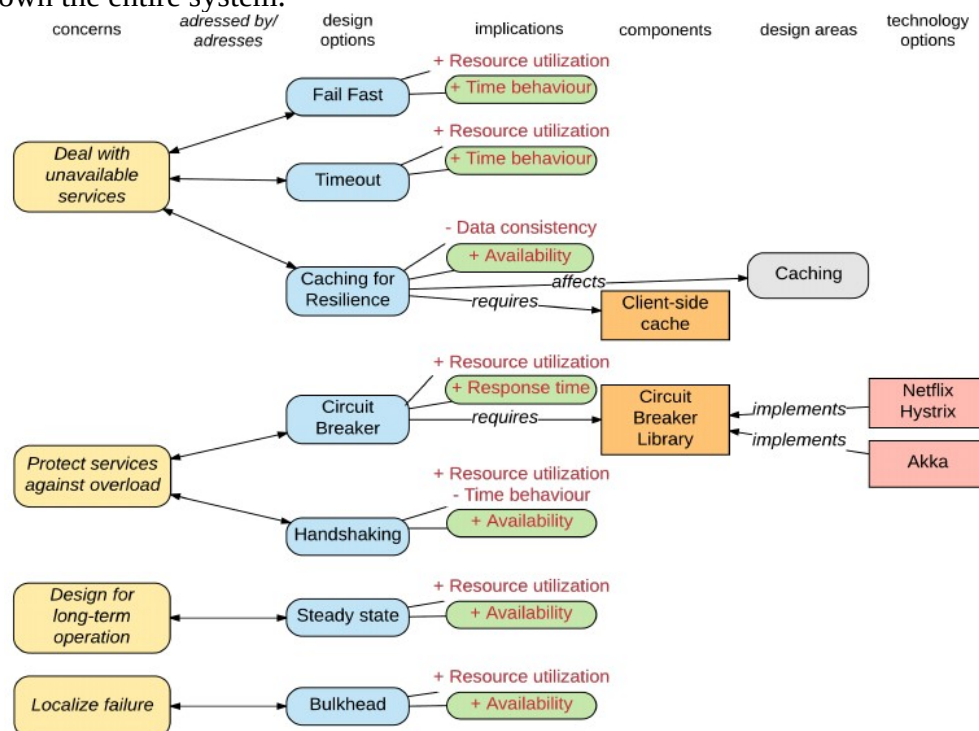 own the entire system.
concerns
adressed by/
adresses
design
options
implications
components
design areas
technology
options
+ Resource utilization
+ Time behaviour
Fail Fast
+ Resource utilization
+ Time behaviour
Deal with
unavailable
services
Timeout
- Data consistency
+ Availability
Caching for
Resilience
affects
Caching
requires
Client-side
cache
+ Resource utilization
+ Response time
Circuit
Breaker
requires
Circuit
Breaker
Library
implements
Netflix
Hystrix
implements
Akka
Protect services
against overload
+ Resource utilization
- Time behaviour
+ Availability
Handshaking
Design for
long-term
operation
Steady state
+ Resource utilization
+ Availability
Localize failure
Bulkhead
+ Resource utilization
+ Availability